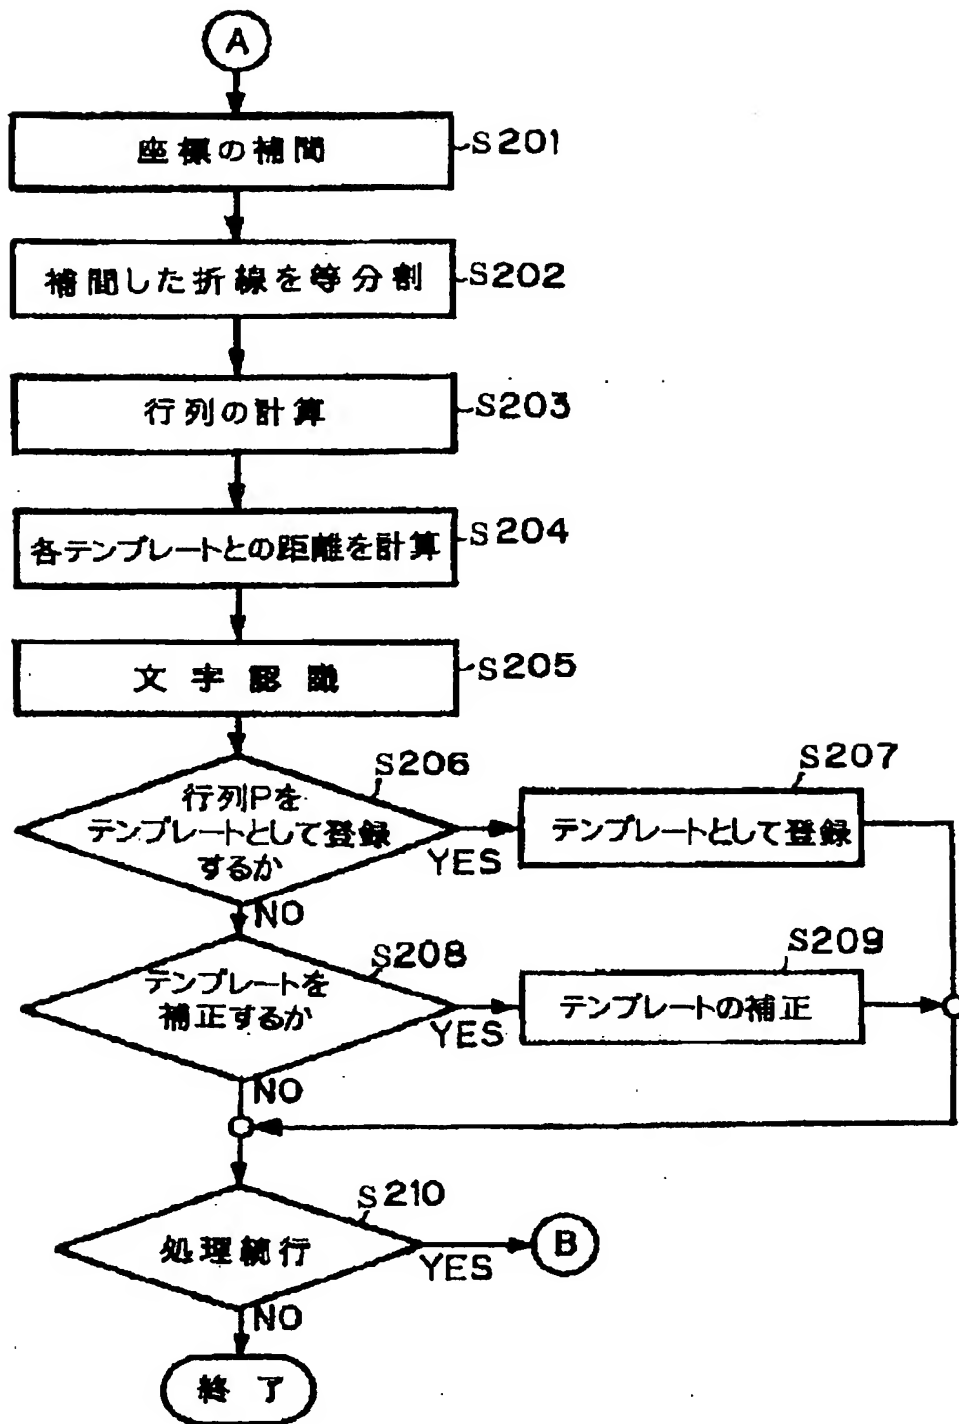 A
座標の補間
S201
補間した折線を等分割
S202
行列の計算
S203
各テンプレートとの距離を計算
S204
文字認識
S205
行列Pを
テンプレートとして登録
するか
S206
YES
テンプレートとして登録
S207
NO
テンプレートを
補正するか
S208
YES
テンプレートの補正
S209
NO
処理続行
S210
YES
B
NO
終了